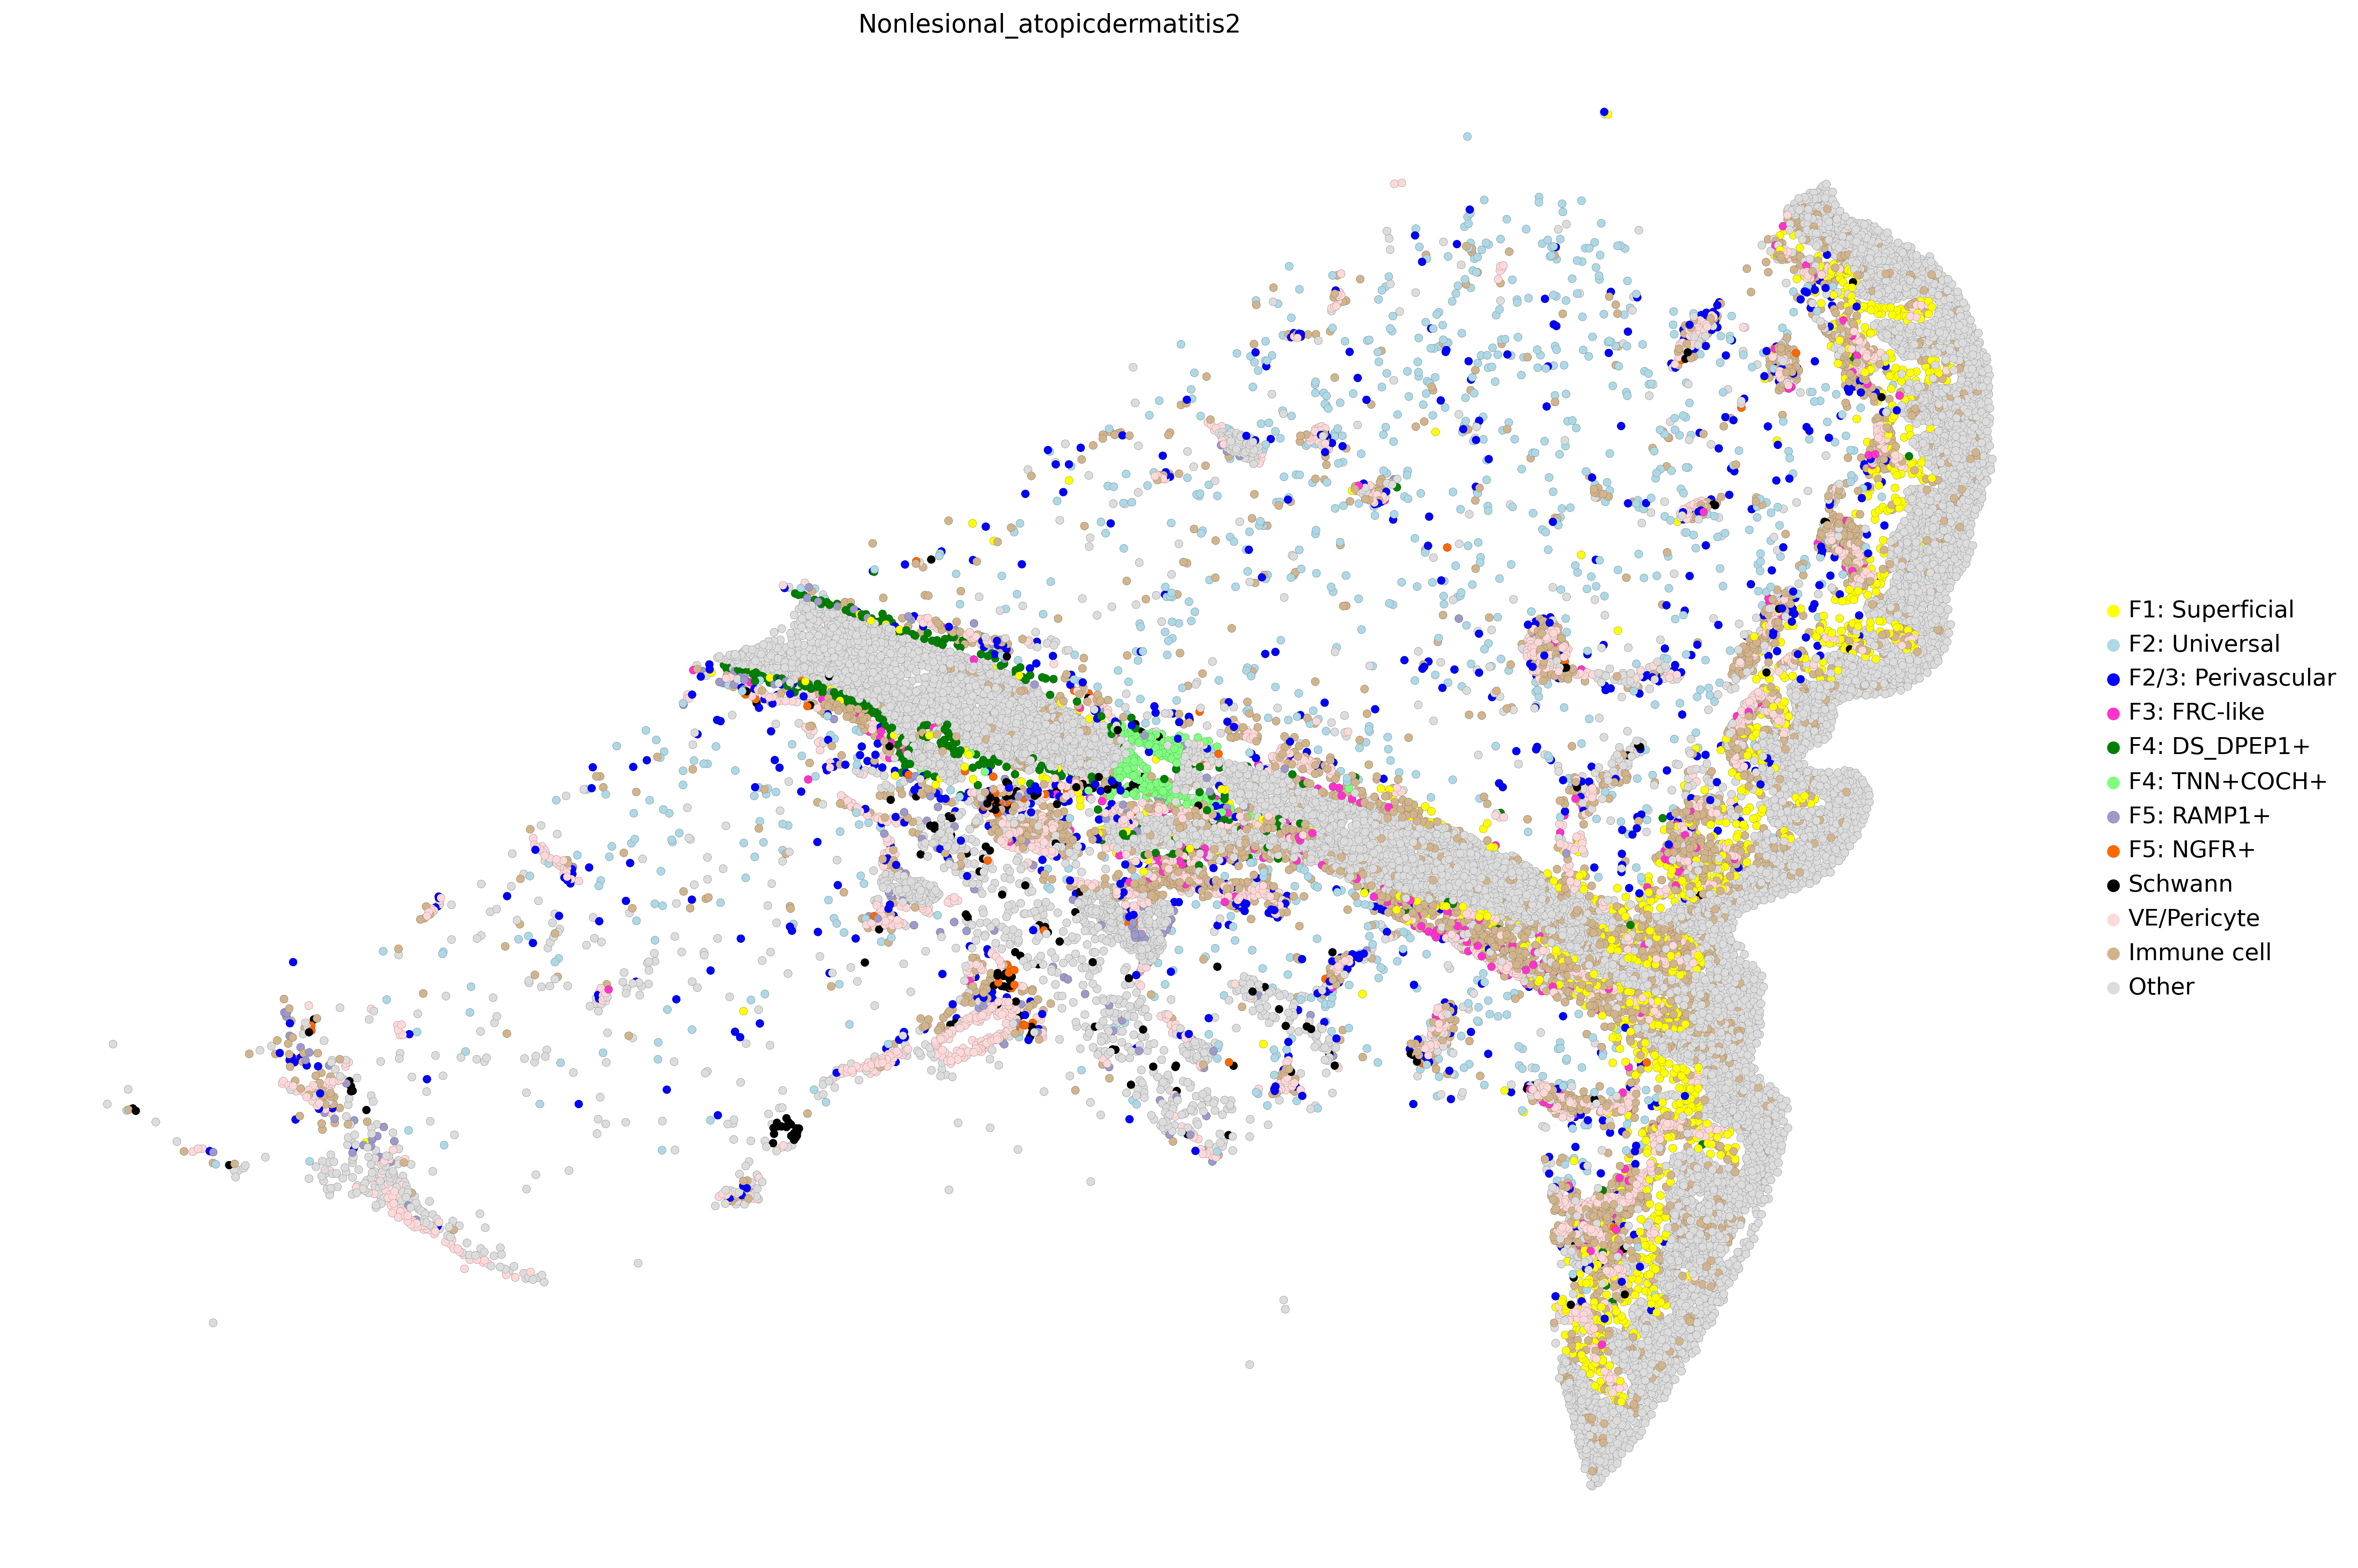 Nonlesional_atopicdermatitis2
F1: Superficial
F2: Universal
F2/3: Perivascular
F3: FRC-like
F4: DS_DPEP1+
F4: TNN+COCH+
F5: RAMP1+
F5: NGFR+
Schwann
VE/Pericyte
Immune cell
Other